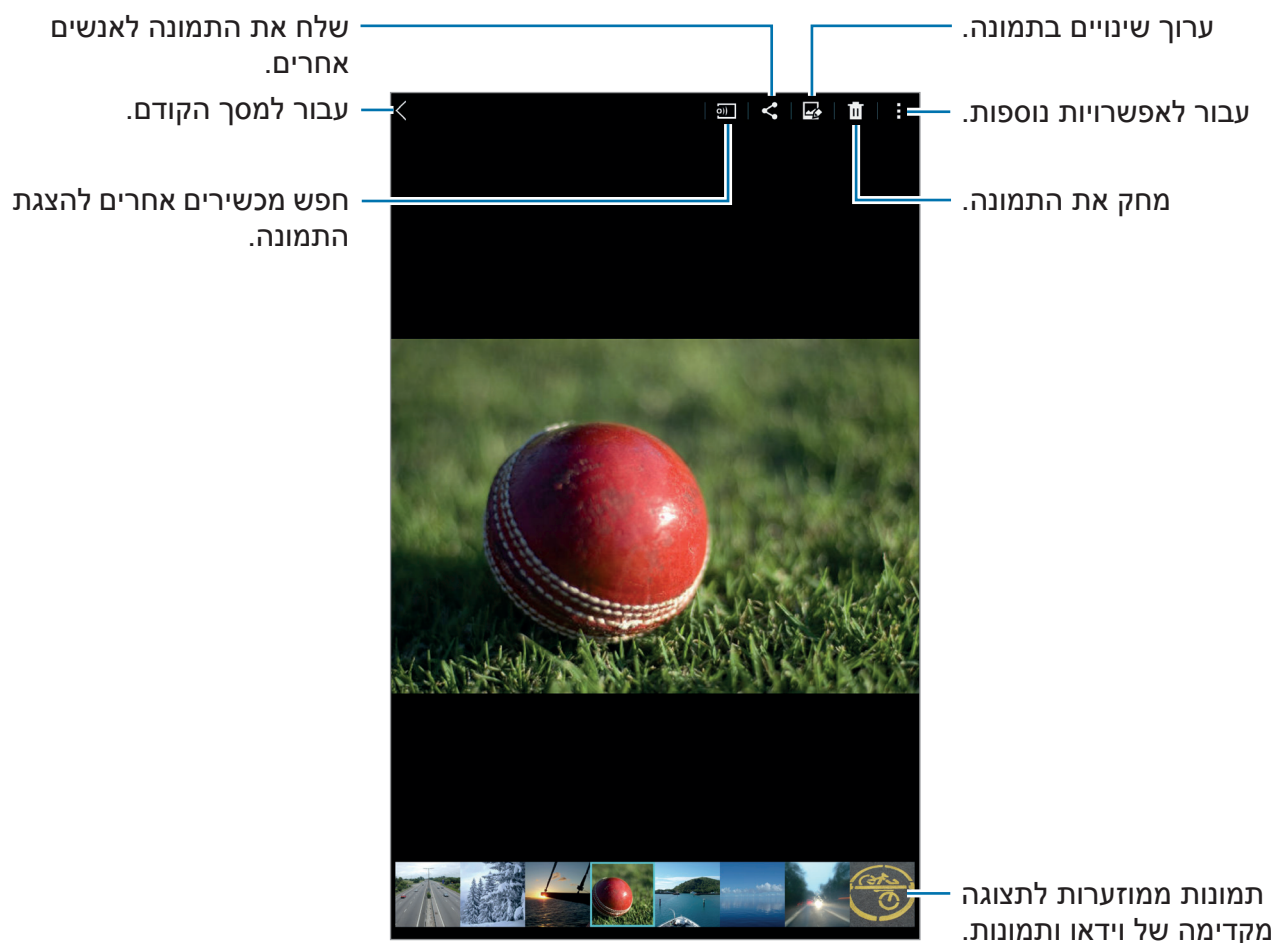 שלח את התמונה לאנשים
אחרים.
עבור למסך הקודם.
חפש מכשירים אחרים להצגת
התמונה.
ערוך שינויים בתמונה.
עבור לאפשרויות נוספות.
מחק את התמונה.
תמונות ממוזערות לתצוגה
מקדימה של וידאו ותמונות.